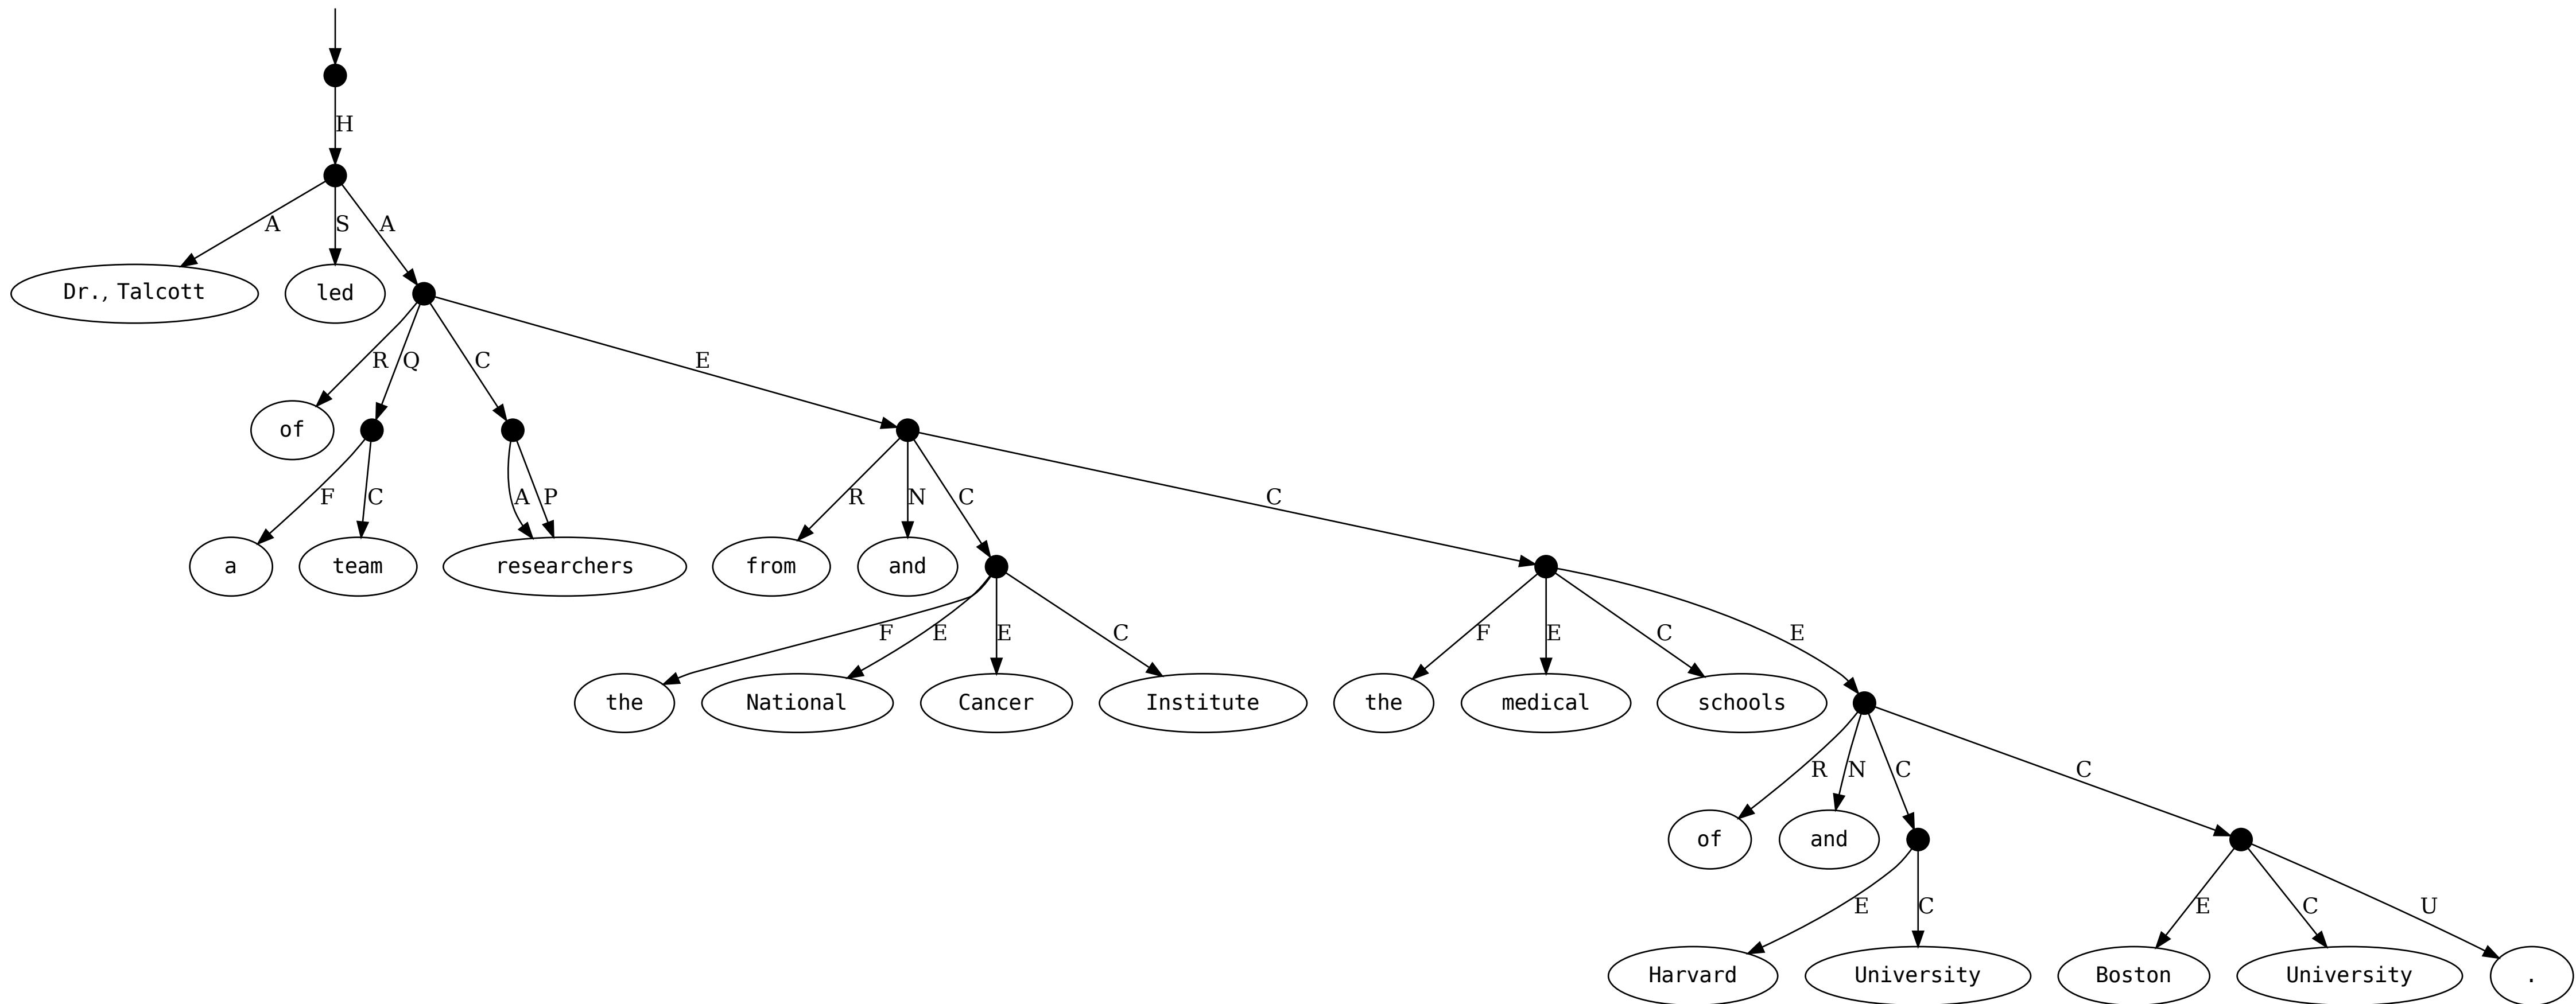 H
A S A
Dr., Talcott led
R Q C E
of
F C A P R N C C
a team researchers from and
F E E C F E C E
the National Cancer Institute the medical schools
R N C C
of and
E C E C U
Harvard University Boston University .